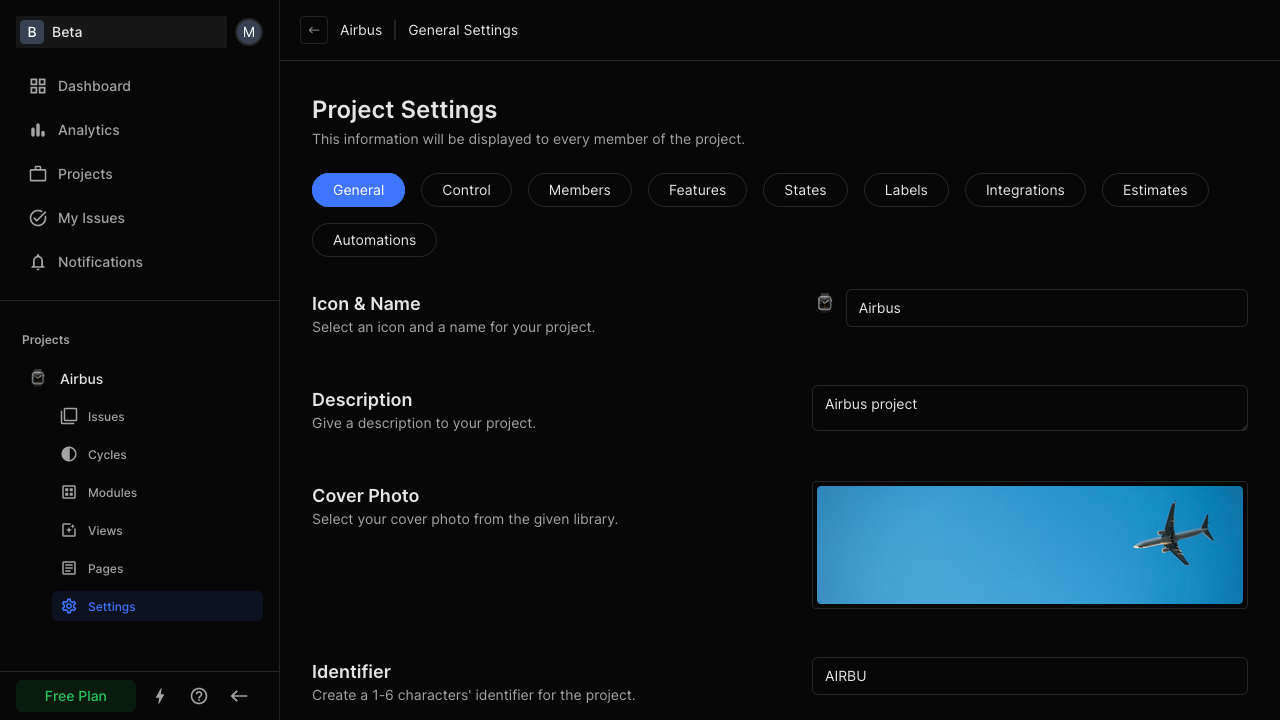 B Beta M
Dashboard
Analytics
Projects
My Issues
Notifications
Projects
Airbus
Issues
Cycles
Modules
Views
Pages
Settings
Free Plan
Airbus General Settings
Project Settings
This information will be displayed to every member of the project.
General Control Members Features States Labels Integrations Estimates
Automations
Icon & Name
Select an icon and a name for your project.
Airbus
Description
Give a description to your project.
Airbus project
Cover Photo
Select your cover photo from the given library.
Identifier
Create a 1-6 characters' identifier for the project.
AIRBU